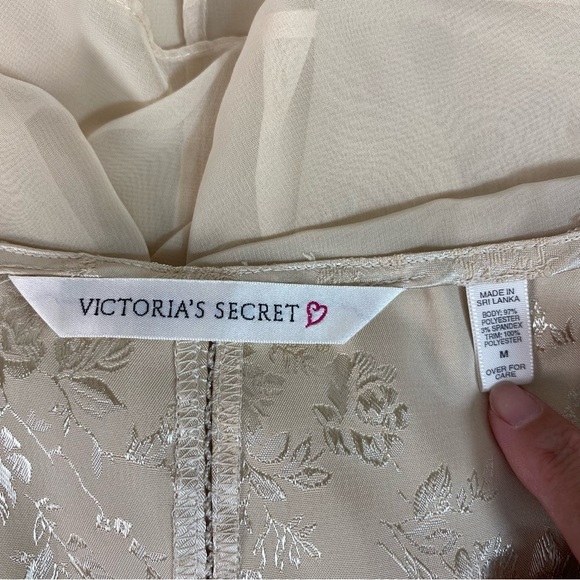 VICTORIA'S SECRET
MADE IN
SRI LANKA
BODY: 97%
POLYESTER
3% SPANDEX
TRIM: 100%
POLYESTER
M
OVER FOR
CARE